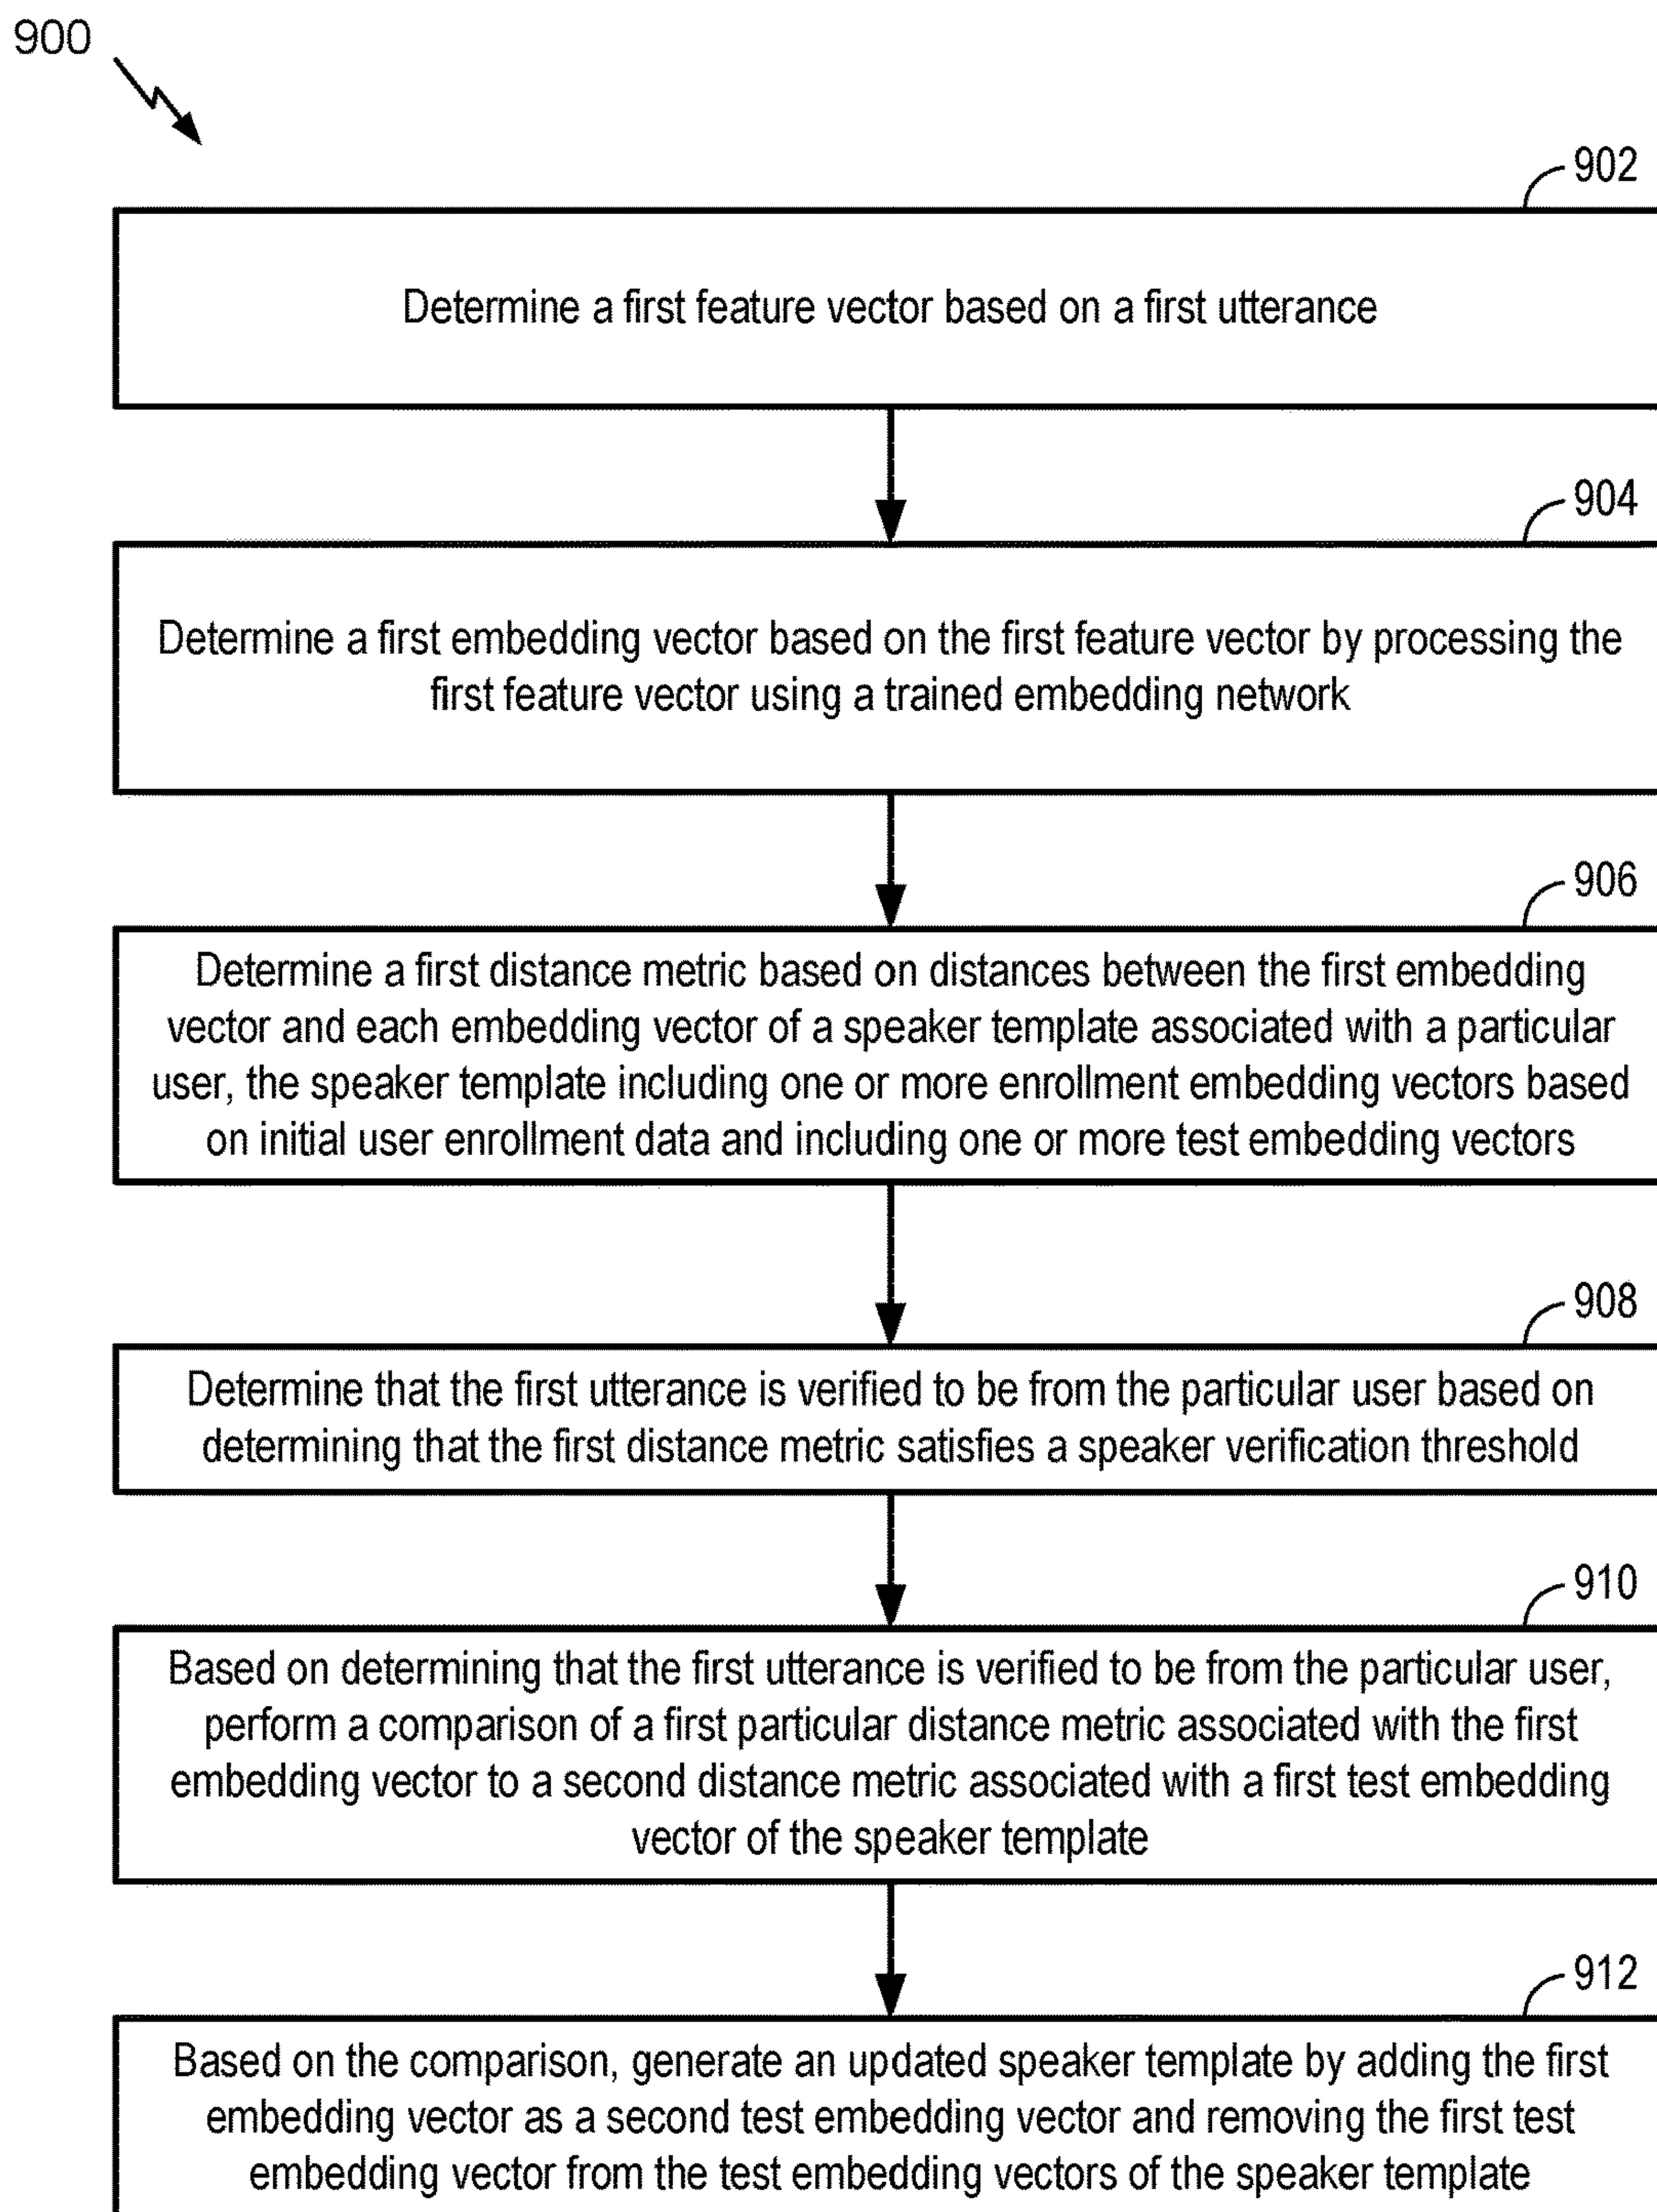 900
902
Determine a first feature vector based on a first utterance
904
Determine a first embedding vector based on the first feature vector by processing the
first feature vector using a trained embedding network
906
Determine a first distance metric based on distances between the first embedding
vector and each embedding vector of a speaker template associated with a particular
user, the speaker template including one or more enrollment embedding vectors based
on initial user enrollment data and including one or more test embedding vectors
908
Determine that the first utterance is verified to be from the particular user based on
determining that the first distance metric satisfies a speaker verification threshold
910
Based on determining that the first utterance is verified to be from the particular user,
perform a comparison of a first particular distance metric associated with the first
embedding vector to a second distance metric associated with a first test embedding
vector of the speaker template
912
Based on the comparison, generate an updated speaker template by adding the first
embedding vector as a second test embedding vector and removing the first test
embedding vector from the test embedding vectors of the speaker template